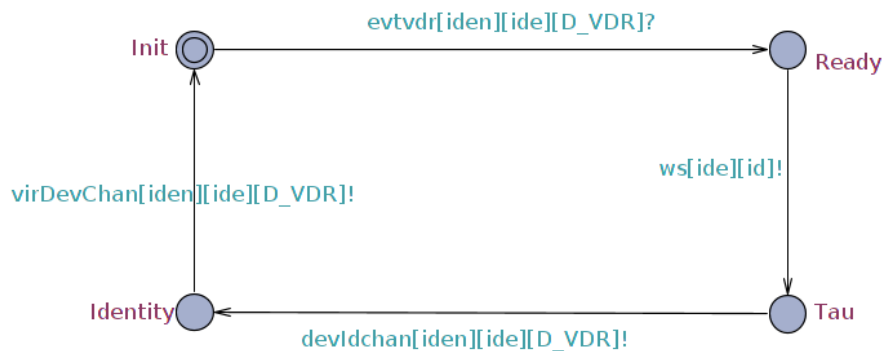 evtvdr[iden][ide][D_VDR]?
Init
Ready
ws[ide][id]!
virDevChan[iden][ide][D_VDR]!
Identity
Tau
devIdchan[iden][ide][D_VDR]!